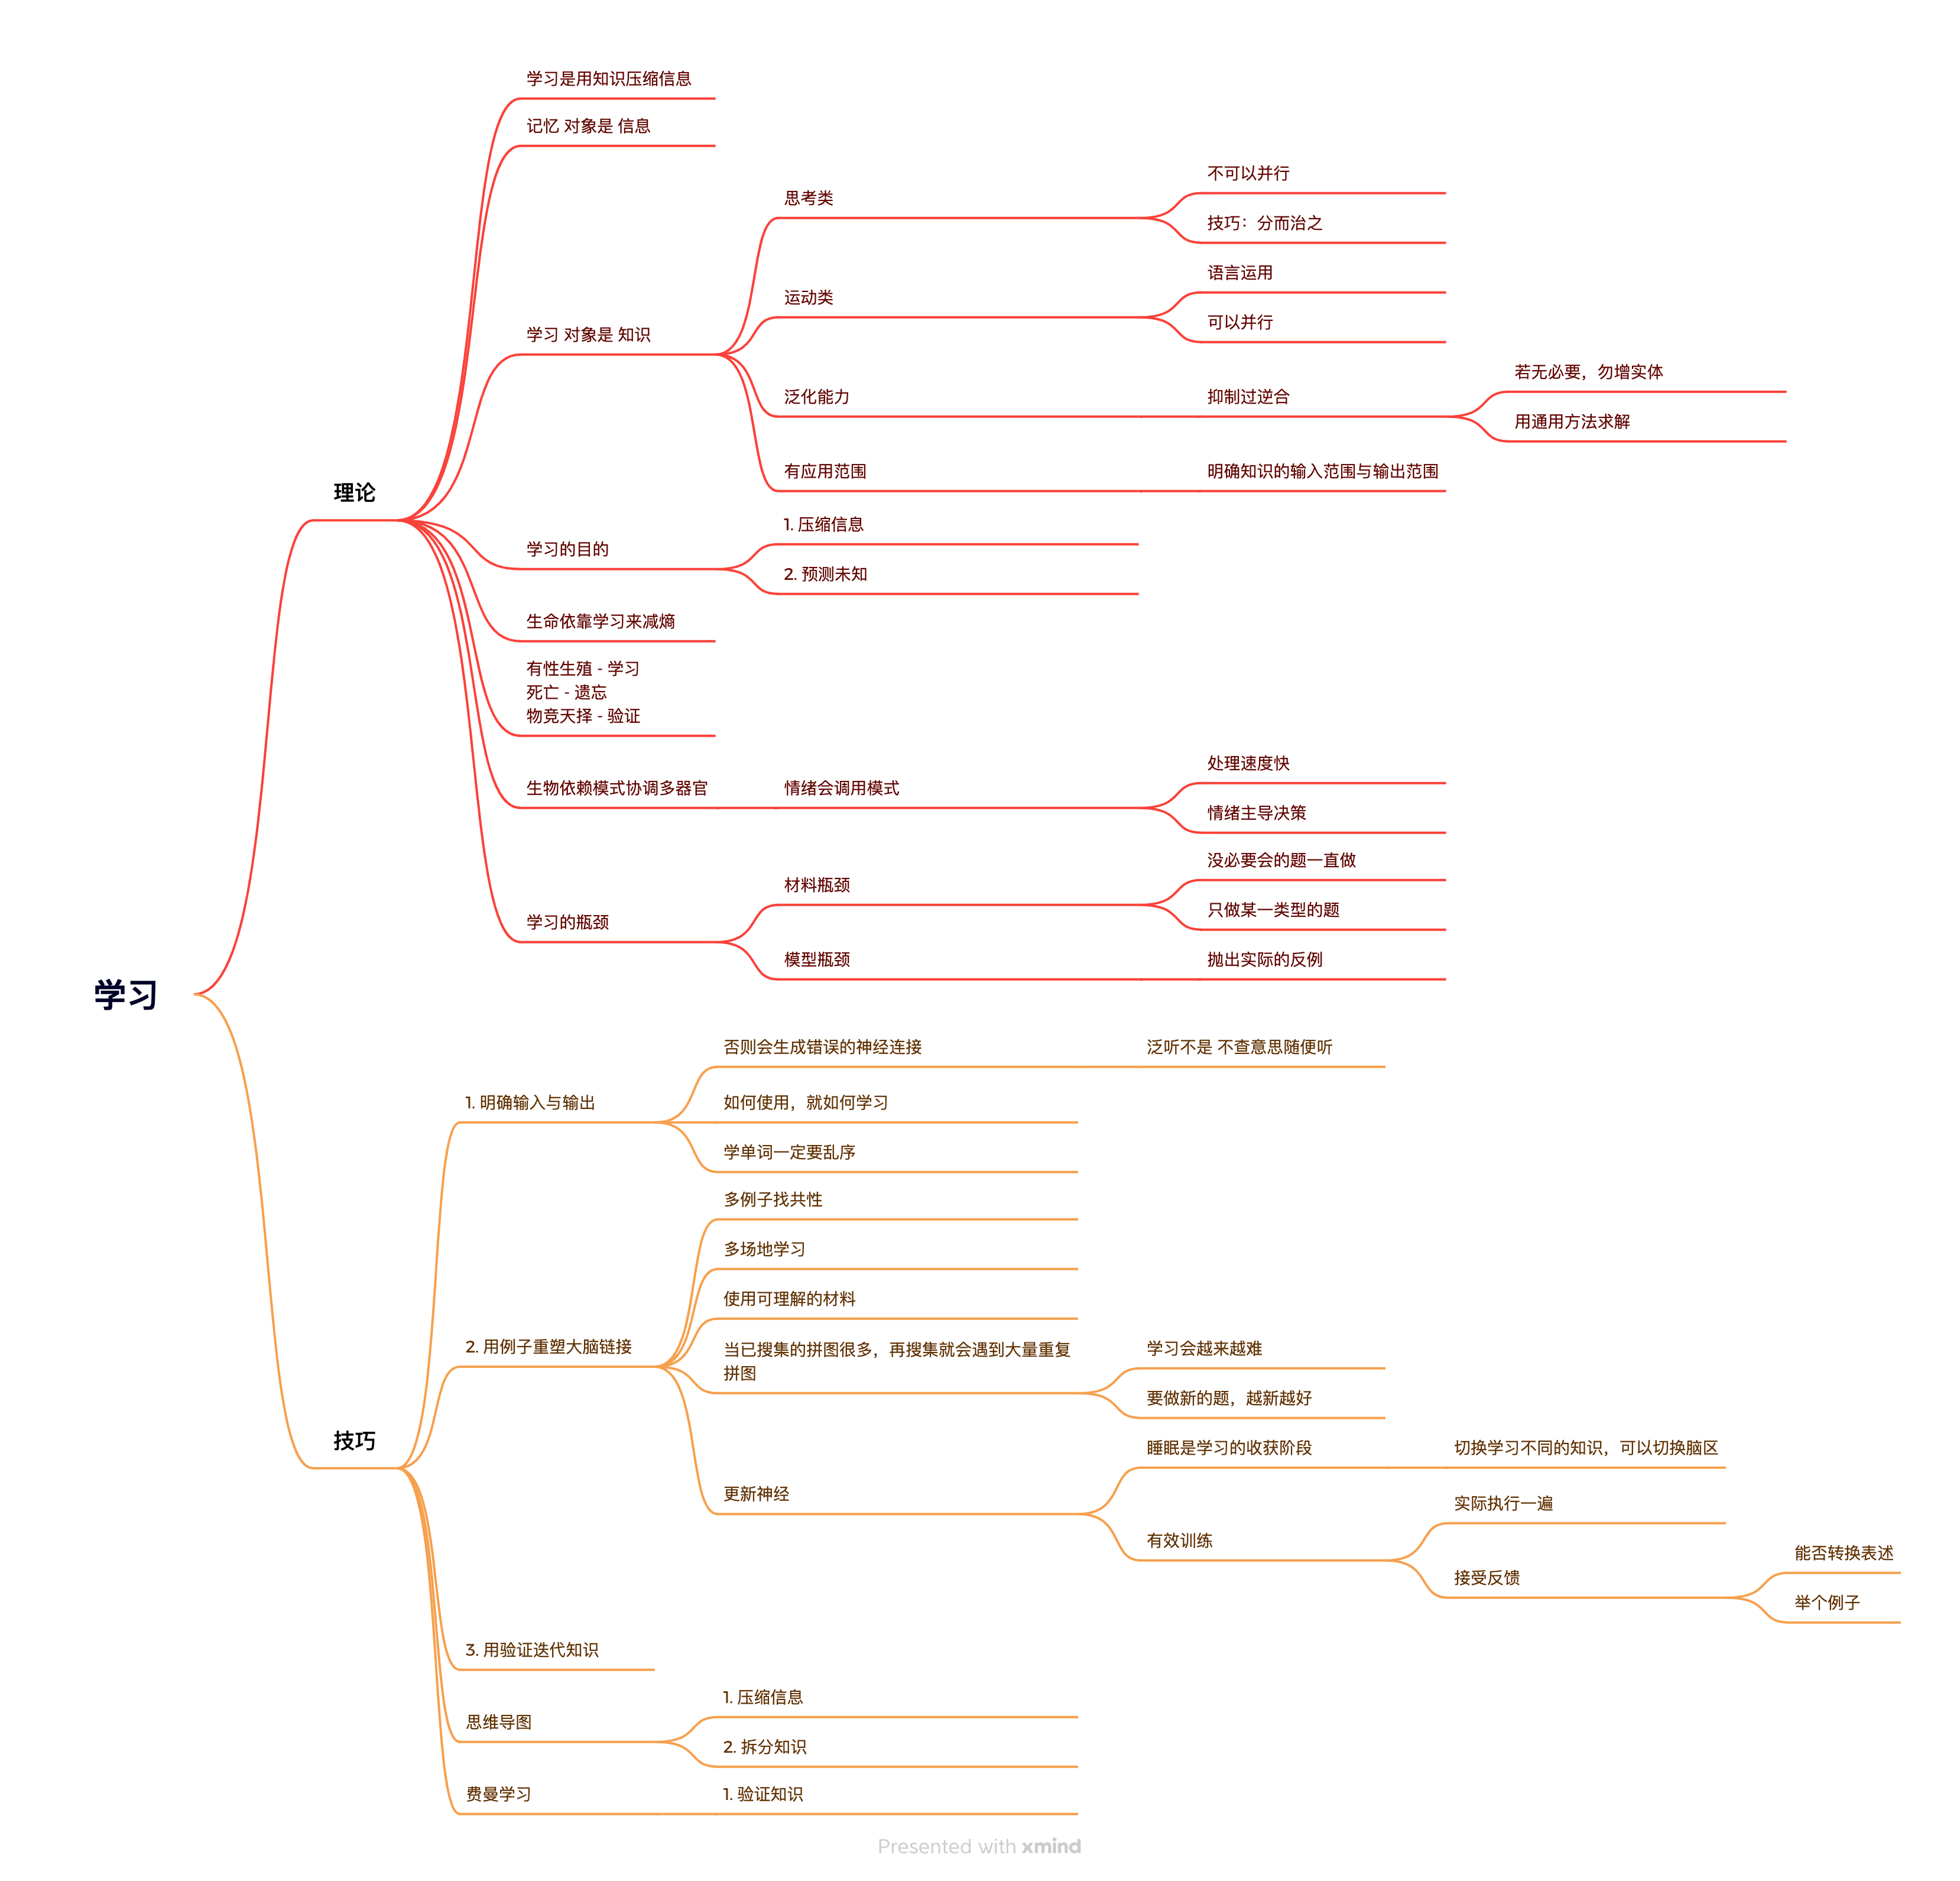 学习
理论
学习是用知识压缩信息
记忆 对象是 信息
学习 对象是 知识
思考类
不可以并行
技巧：分而治之
运动类
语言运用
可以并行
泛化能力
抑制过逆合
若无必要，勿增实体
用通用方法求解
有应用范围
明确知识的输入范围与输出范围
学习的目的
1. 压缩信息
2. 预测未知
生命依靠学习来减熵
有性生殖 - 学习
死亡 - 遗忘
物竞天择 - 验证
生物依赖模式协调多器官
情绪会调用模式
处理速度快
情绪主导决策
学习的瓶颈
材料瓶颈
没必要会的题一直做
只做某一类型的题
模型瓶颈
抛出实际的反例
技巧
1. 明确输入与输出
否则会生成错误的神经连接
泛听不是 不查意思随便听
如何使用，就如何学习
学单词一定要乱序
2. 用例子重塑大脑链接
多例子找共性
多场地学习
使用可理解的材料
当已搜集的拼图很多，再搜集就会遇到大量重复
拼图
学习会越来越难
要做新的题，越新越好
更新神经
睡眠是学习的收获阶段
切换学习不同的知识，可以切换脑区
有效训练
实际执行一遍
接受反馈
能否转换表述
举个例子
3. 用验证迭代知识
思维导图
1. 压缩信息
2. 拆分知识
费曼学习
1. 验证知识
Presented with xmind